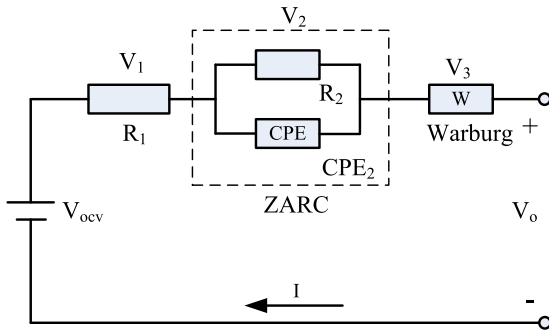 V₂
V₁
V₃
R₂
W
R₁
CPE
Warburg
+
CPE₂
ZARC
Vₒcᵥ
Vₒ
I
-